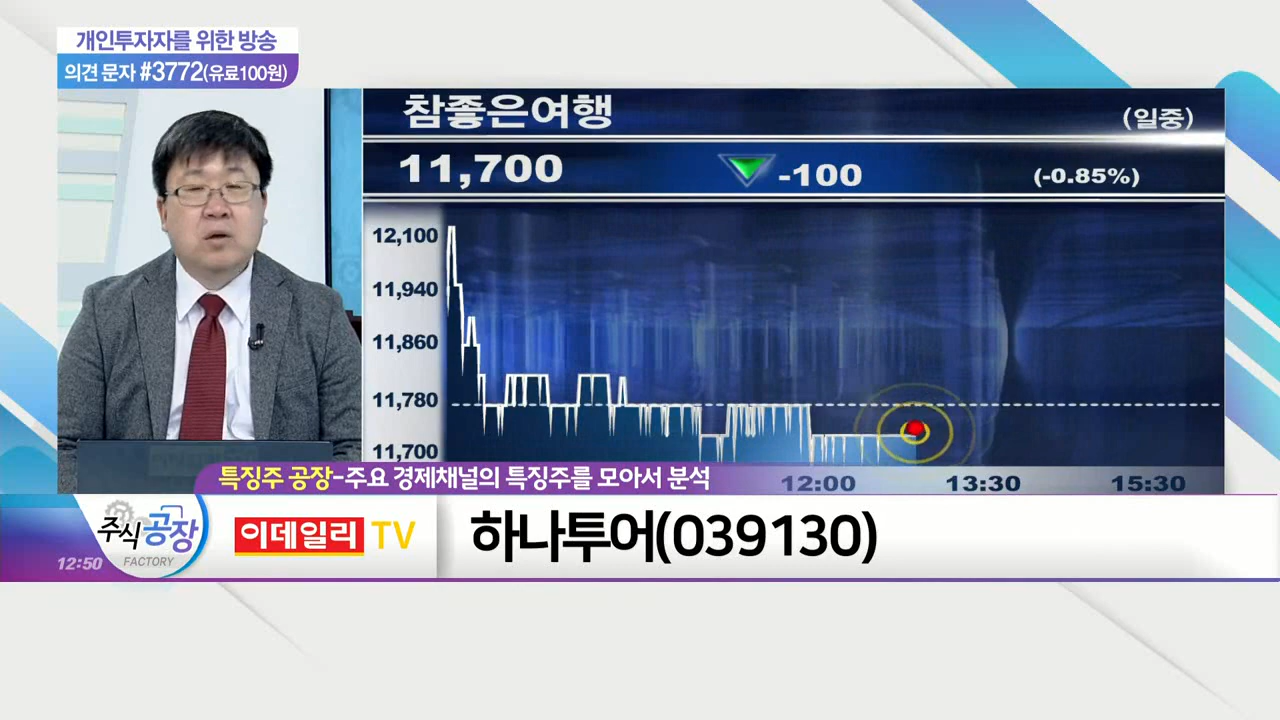 개인투자자를 위한 방송
의견 문자 #3772(유료100원)
참좋은여행
(일중)
11,700
-100
(-0.85%)
12,100
11,940
11,860
11,780
11,700
12:00
13:30
15:30
특징주 공장-주요 경제채널의 특징주를 모아서 분석
주식공장
FACTORY
12:50
이데일리 TV
하나투어(039130)